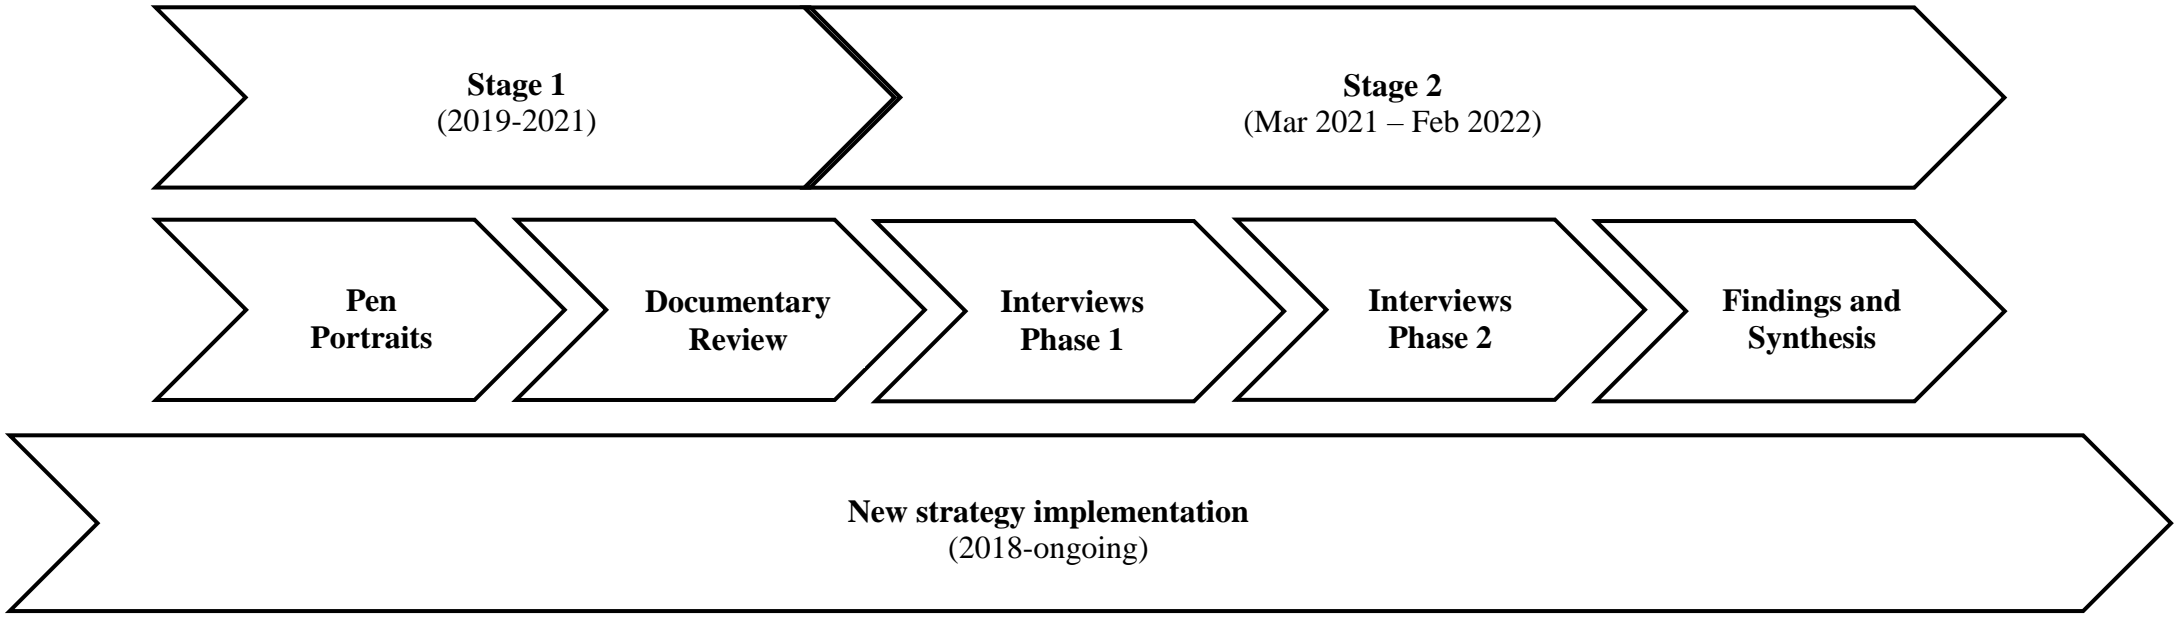 Stage 1
(2019-2021)
Stage 2
(Mar 2021 – Feb 2022)
Pen
Portraits
Documentary
Review
Interviews
Phase 1
Interviews
Phase 2
Findings and
Synthesis
New strategy implementation
(2018-ongoing)